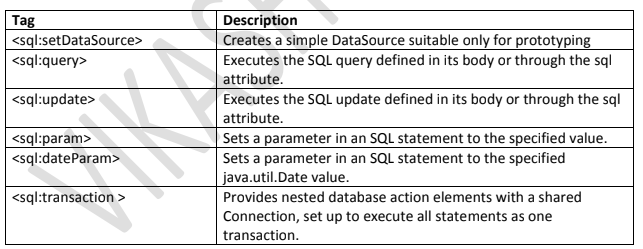 Tag Description
<sql:setDataSource> Creates a simple DataSource suitable only for prototyping
<sql:query> Executes the SQL query defined in its body or through the sql
attribute.
<sql:update> Executes the SQL update defined in its body or through the sql
attribute.
<sql:param> Sets a parameter in an SQL statement to the specified value.
<sql:dateParam> Sets a parameter in an SQL statement to the specified
java.util.Date value.
<sql:transaction > Provides nested database action elements with a shared
Connection, set up to execute all statements as one
transaction.
VIKASH